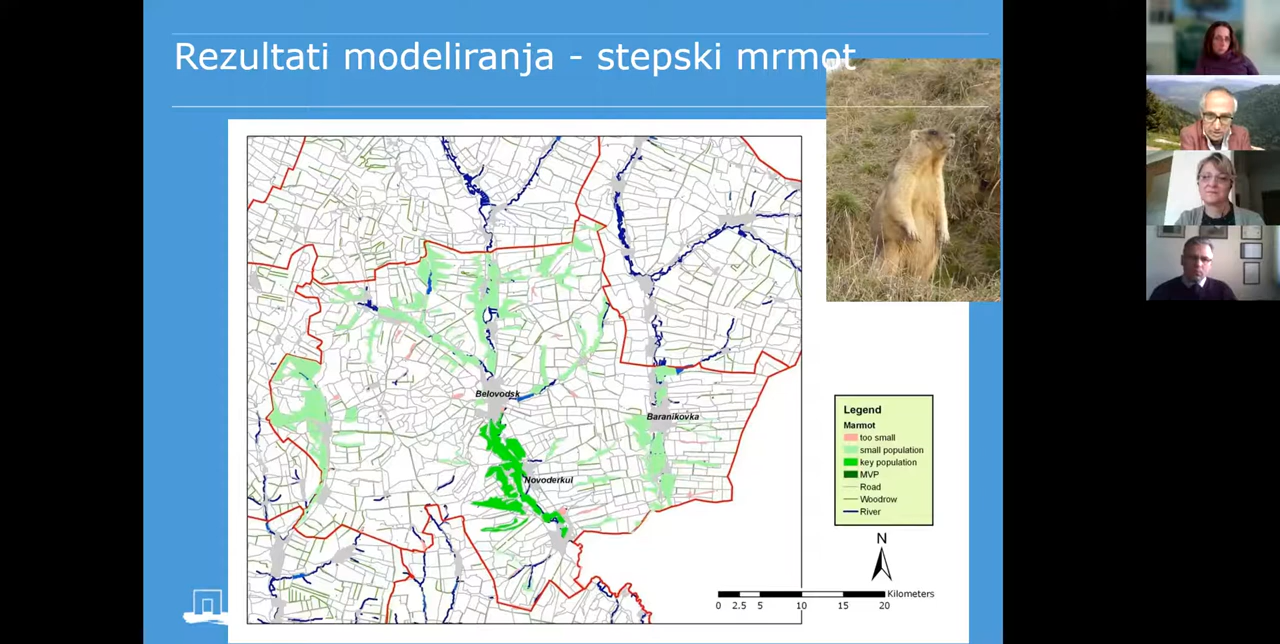 Rezultati modeliranja - stepski mrmot
Belovodsk
Baranikovka
Novoderkul
Legend
Marmot
too small
small population
key population
MVP
Road
Woodrow
River
N
Kilometers
0 2.5 5 10 15 20